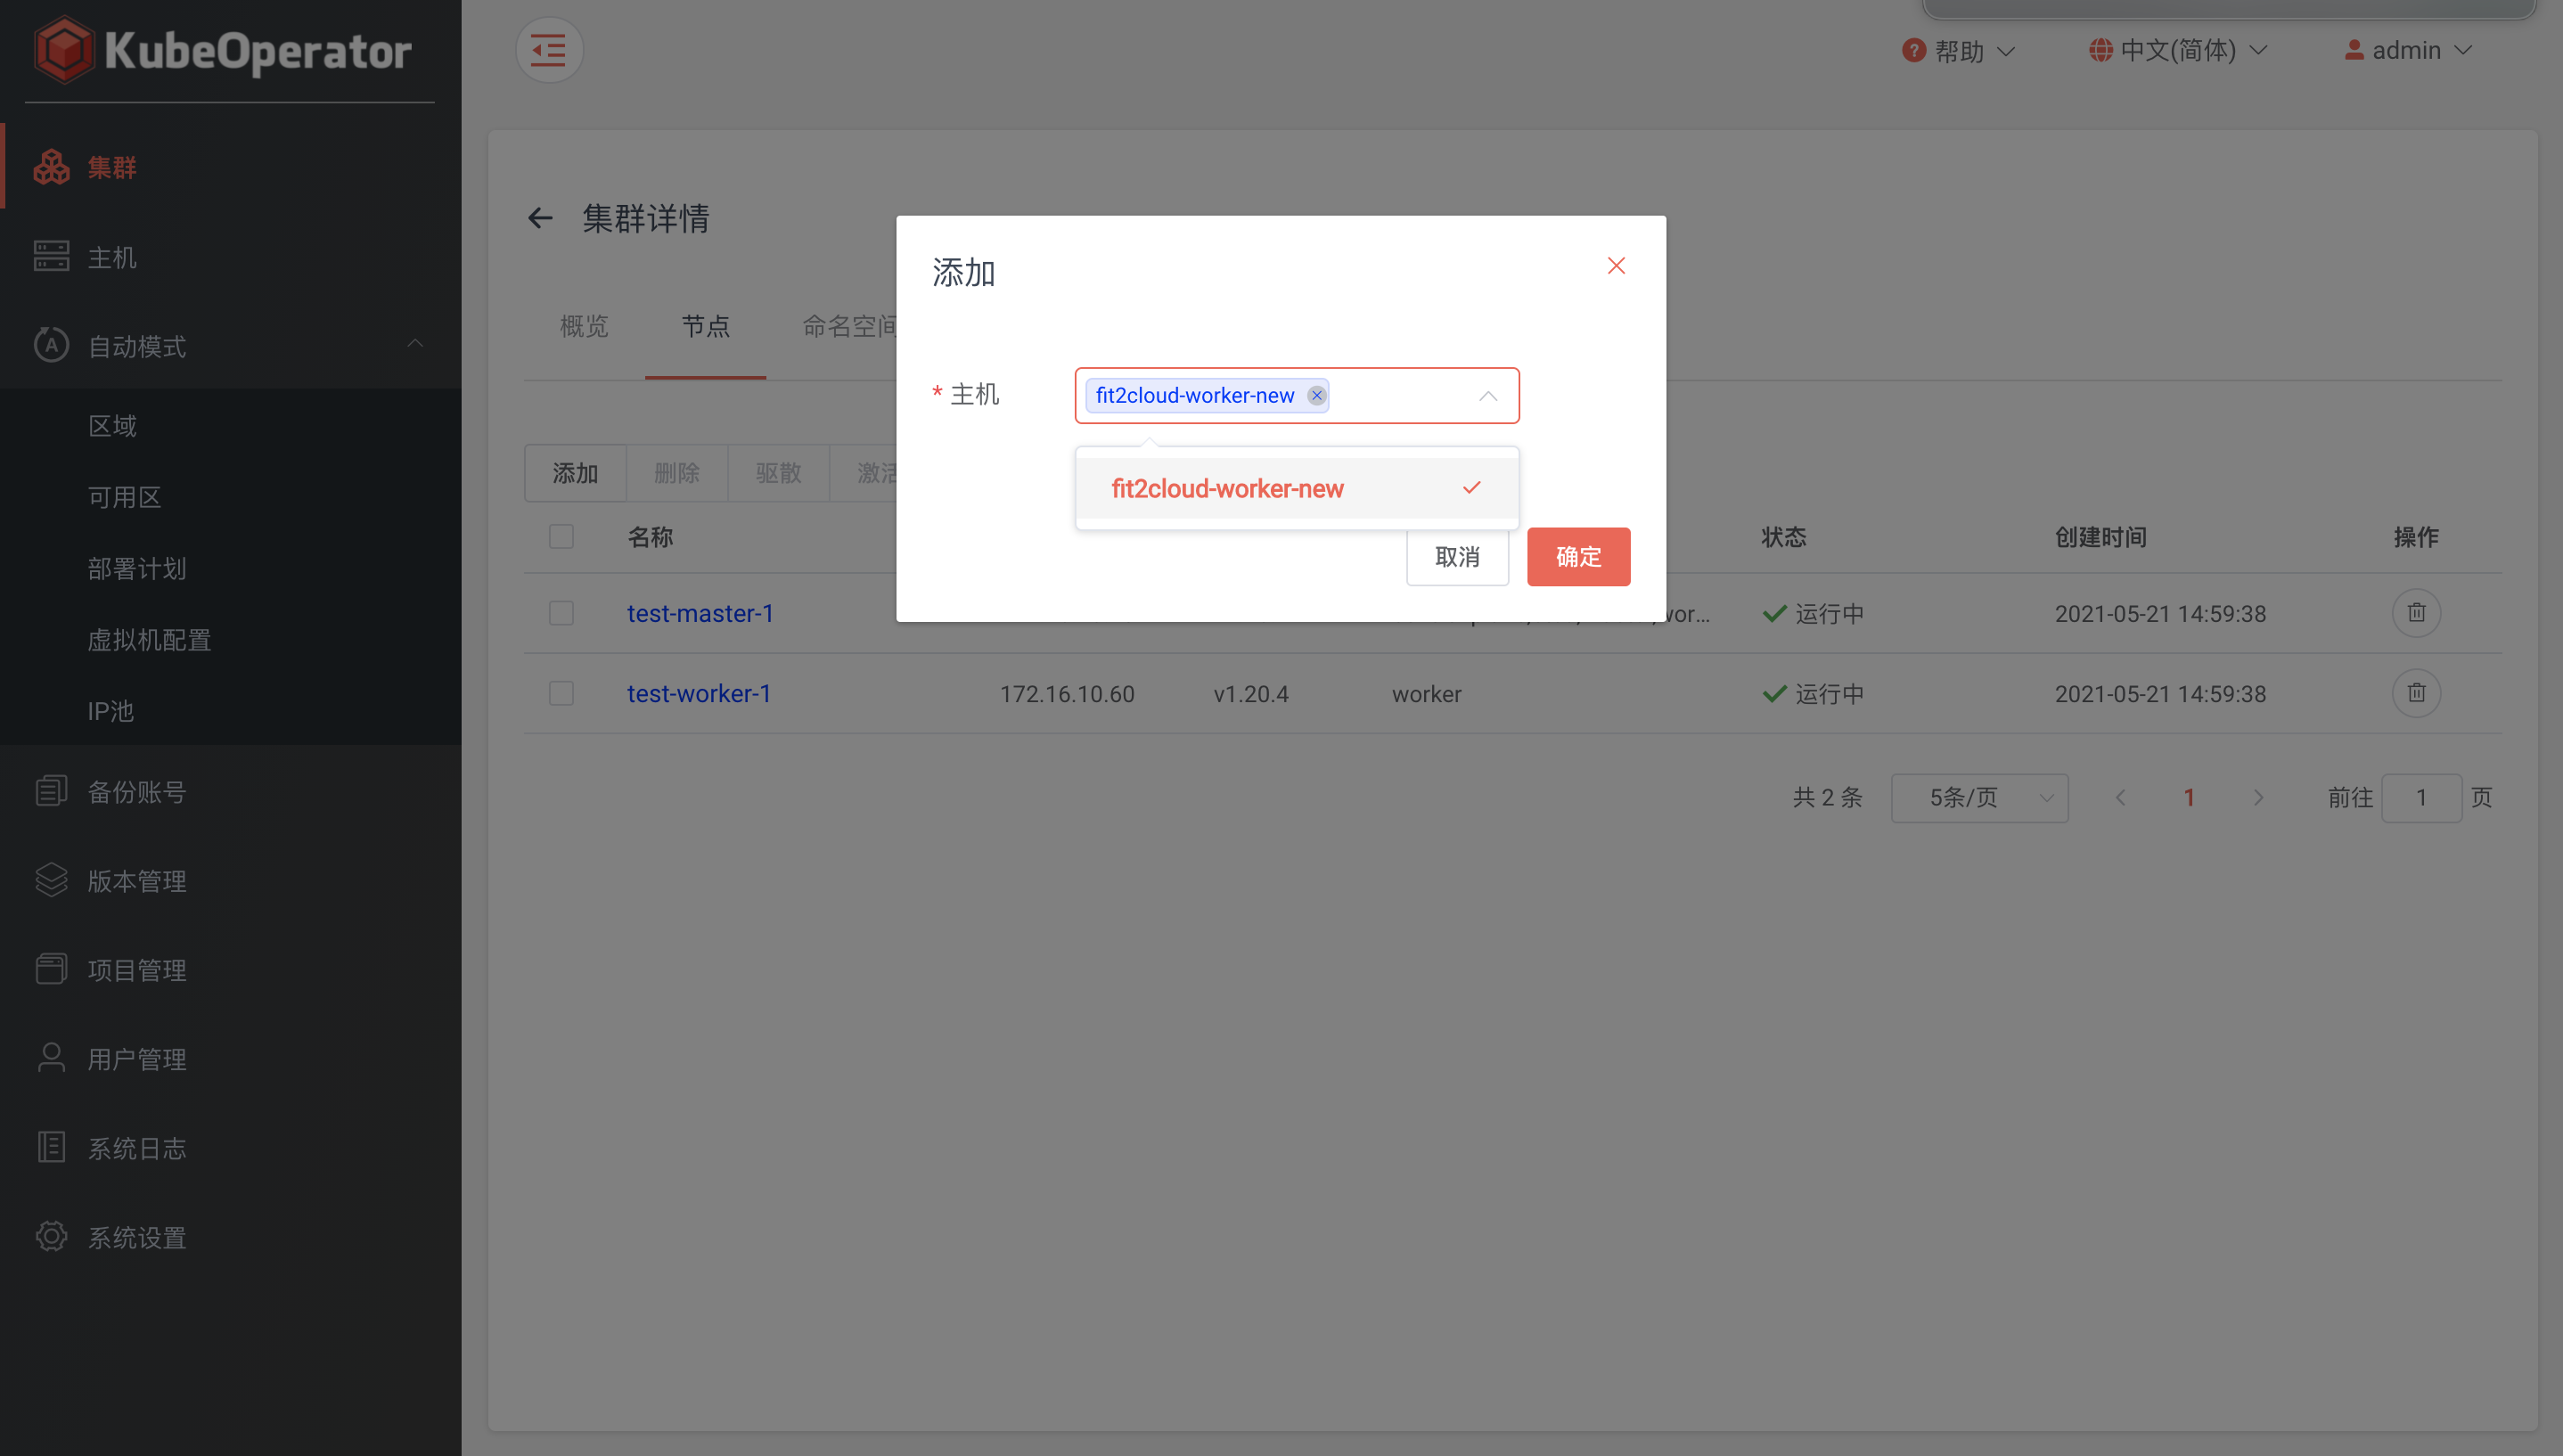 KubeOperator
帮助
中文(简体)
admin
集群
主机
自动模式
区域
可用区
部署计划
虚拟机配置
IP池
备份账号
版本管理
项目管理
用户管理
系统日志
系统设置
集群详情
概览
节点
命名空间
添加
删除
驱散
激活
名称
状态
创建时间
操作
test-master-1
wor...
运行中
2021-05-21 14:59:38
test-worker-1
172.16.10.60
v1.20.4
worker
运行中
2021-05-21 14:59:38
共 2 条
5条/页
1
前往
1
页
添加
* 主机
fit2cloud-worker-new
fit2cloud-worker-new
取消
确定